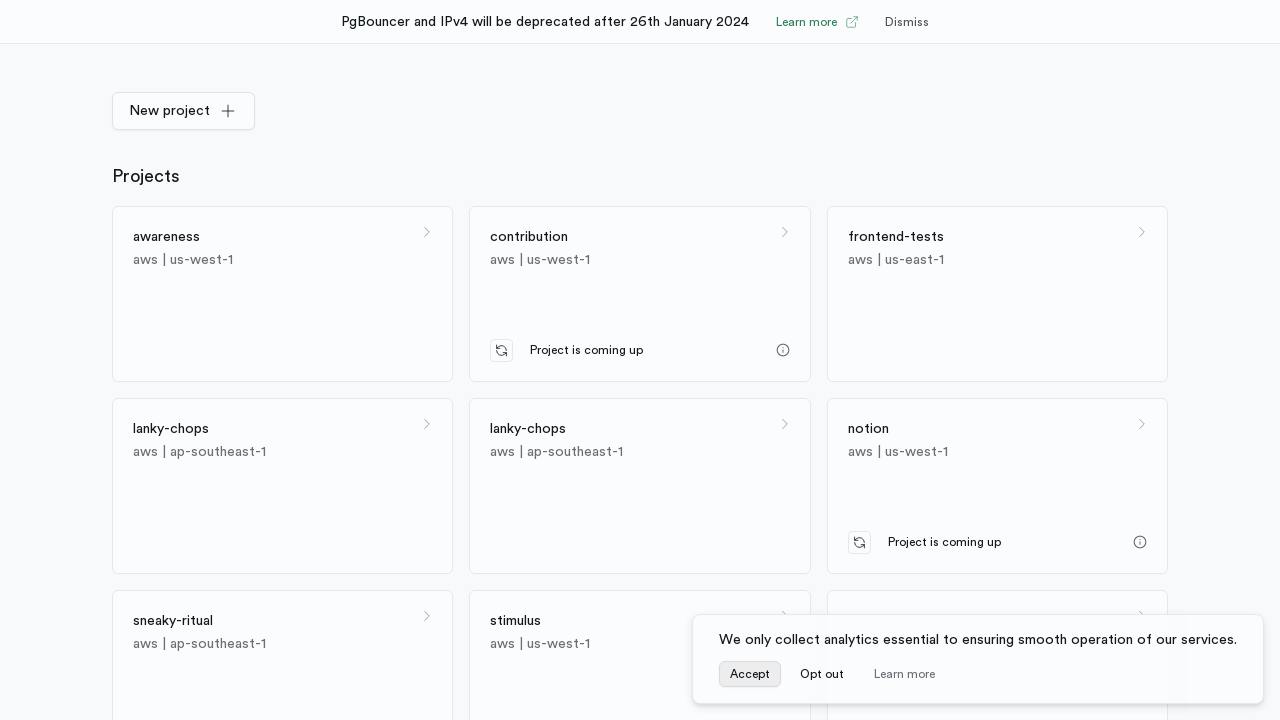 PgBouncer and IPv4 will be deprecated after 26th January 2024 Learn more Dismiss
New project
Projects
awareness
aws | us-west-1
contribution
aws | us-west-1
Project is coming up
frontend-tests
aws | us-east-1
lanky-chops
aws | ap-southeast-1
lanky-chops
aws | ap-southeast-1
notion
aws | us-west-1
Project is coming up
sneaky-ritual
aws | ap-southeast-1
stimulus
aws | us-west-1
We only collect analytics essential to ensuring smooth operation of our services.
Accept Opt out Learn more